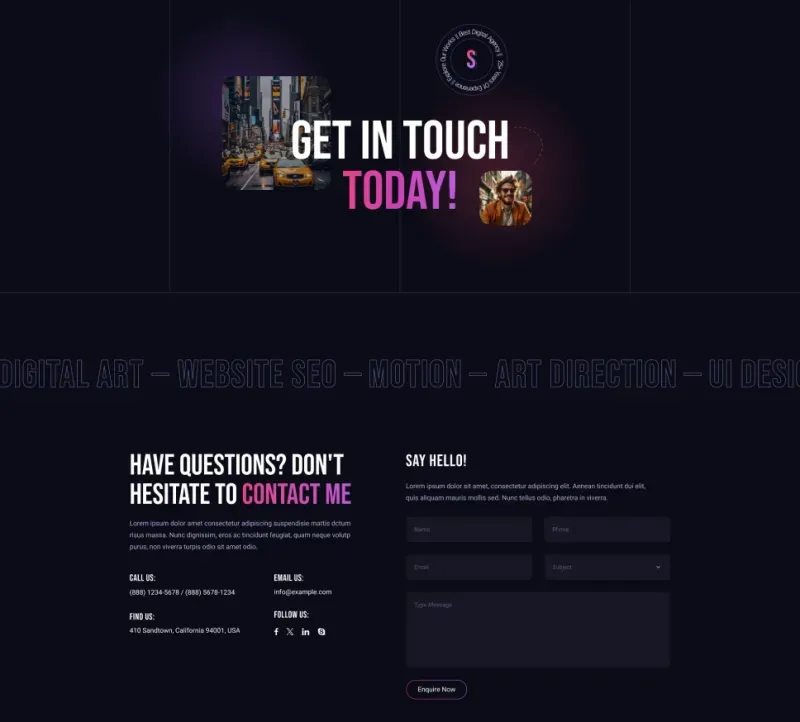 Best Digital Agency || 25+ Years Of Experience || Explore Our Works ||
S
GET IN TOUCH
TODAY!
DIGITAL ART — WEBSITE SEO — MOTION — ART DIRECTION — UI DESIG
HAVE QUESTIONS? DON'T
HESITATE TO CONTACT ME
Lorem ipsum dolor amet consectetur adipiscing suspendisie mattis dctum
risus massa. Nunc dignissim, eros ac tincidunt feugiat, quam neque volutp
purus, non viverra turpis odio sit amet odio.
CALL US:
(888) 1234-5678 / (888) 5678-1234
EMAIL US:
info@example.com
FIND US:
410 Sandtown, California 94001, USA
FOLLOW US:
SAY HELLO!
Lorem ipsum dolor sit amet, consectetur adipiscing elit. Aenean tincidunt dui elit,
quis aliquam mauris mollis sed. Nunc tellus odio, pharetra in viverra.
Name
Phone
Email
Subject
Type Message
Enquire Now